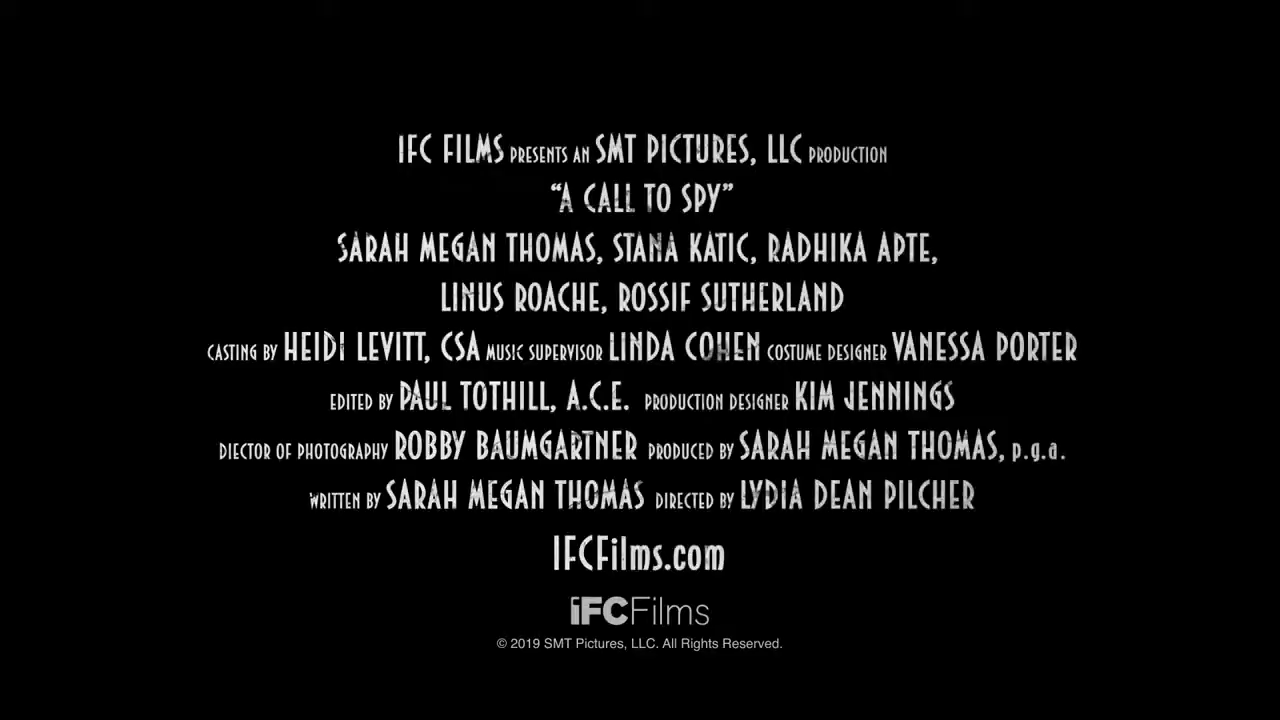 IFC FILMS PRESENTS AN SMT PICTURES, LLC PRODUCTION
“A CALL TO SPY”
SARAH MEGAN THOMAS, STANA KATIC, RADHIKA APTE,
LINUS ROACHE, ROSSIF SUTHERLAND
CASTING BY HEIDI LEVITT, CSA MUSIC SUPERVISOR LINDA COHEN COSTUME DESIGNER VANESSA PORTER
EDITED BY PAUL TOTHILL, A.C.E. PRODUCTION DESIGNER KIM JENNINGS
DIECTOR OF PHOTOGRAPHY ROBBY BAUMGARTNER PRODUCED BY SARAH MEGAN THOMAS, p.g.a.
WRITTEN BY SARAH MEGAN THOMAS DIRECTED BY LYDIA DEAN PILCHER
IFCFilms.com
iFCFilms
© 2019 SMT Pictures, LLC. All Rights Reserved.